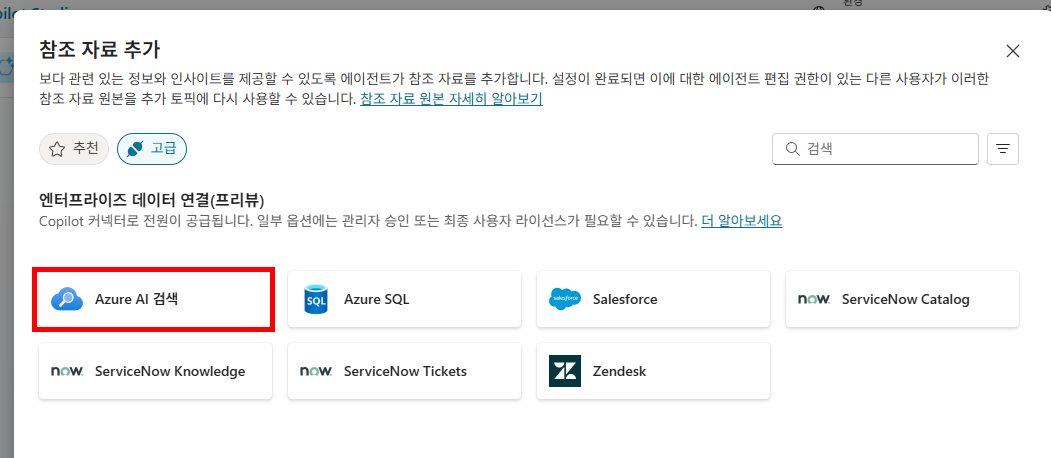 환경
참조 자료 추가
보다 관련 있는 정보와 인사이트를 제공할 수 있도록 에이전트가 참조 자료를 추가합니다. 설정이 완료되면 이에 대한 에이전트 편집 권한이 있는 다른 사용자가 이러한
참조 자료 원본을 추가 토픽에 다시 사용할 수 있습니다. 참조 자료 원본 자세히 알아보기
추천
고급
검색
엔터프라이즈 데이터 연결(프리뷰)
Copilot 커넥터로 전원이 공급됩니다. 일부 옵션에는 관리자 승인 또는 최종 사용자 라이선스가 필요할 수 있습니다. 더 알아보세요
Azure AI 검색
SQL
Azure SQL
salesforce
Salesforce
now.
ServiceNow Catalog
now.
ServiceNow Knowledge
now.
ServiceNow Tickets
Zendesk